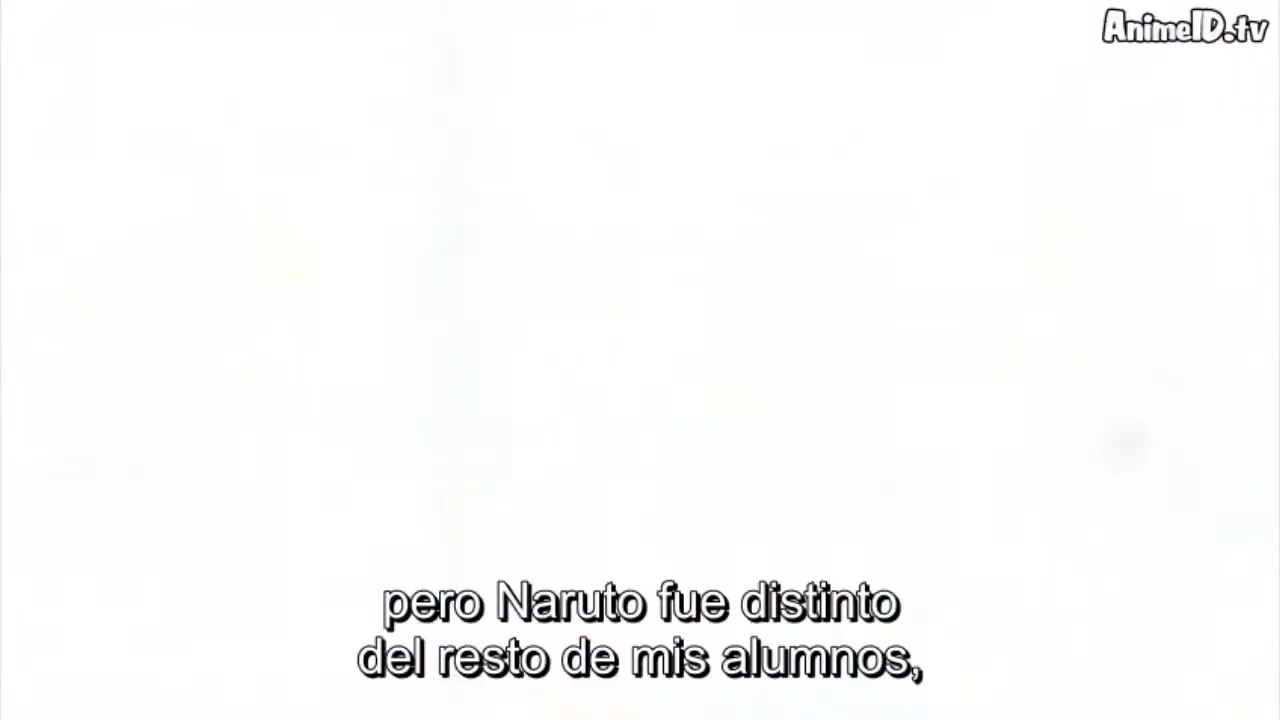 AnimeID.tv
pero Naruto fue distinto
del resto de mis alumnos,